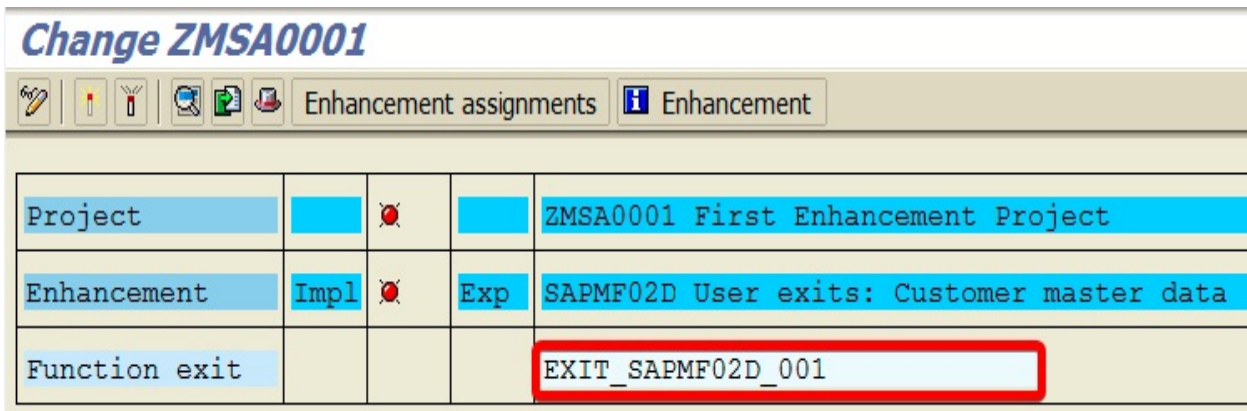 Change ZMSA0001
Enhancement assignments Enhancement
Project ZMSA0001 First Enhancement Project
Enhancement Impl Exp SAPMF02D User exits: Customer master data
Function exit EXIT_SAPMF02D_001